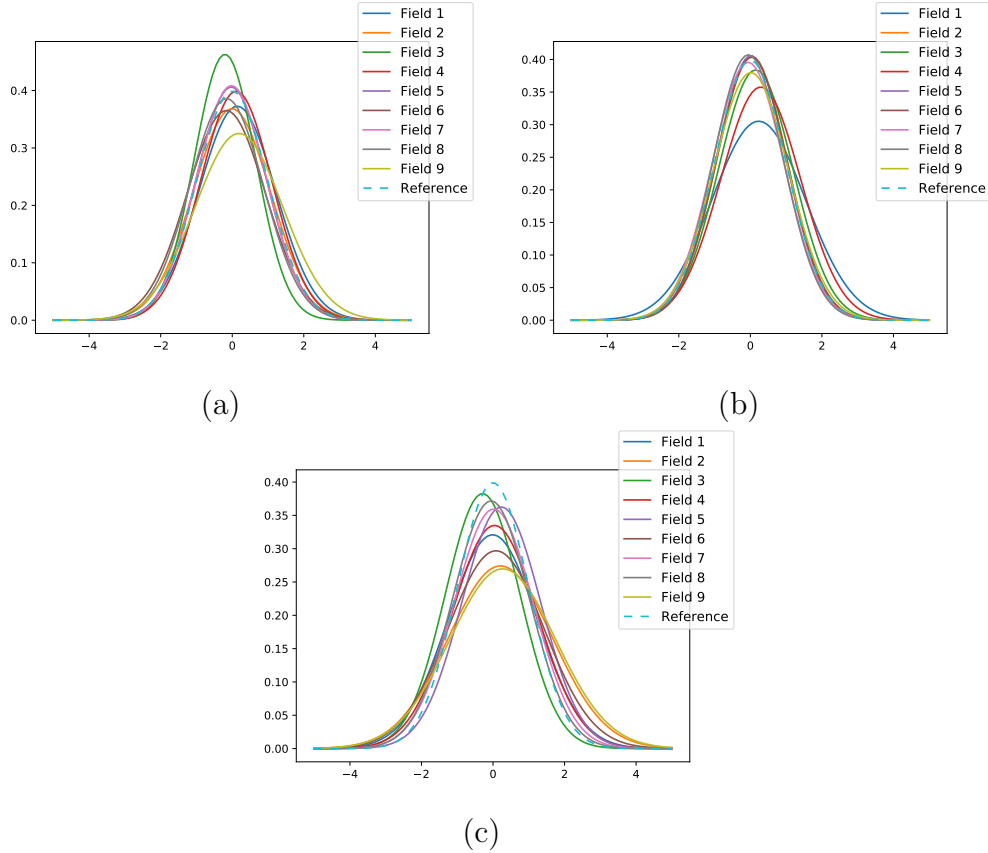 Field 1
Field 2
Field 3
Field 4
Field 5
Field 6
Field 7
Field 8
Field 9
Reference
0.4
0.3
0.2
0.1
0.0
−4 −2 0 2 4
(a)
Field 1
Field 2
Field 3
Field 4
Field 5
Field 6
Field 7
Field 8
Field 9
Reference
0.40
0.35
0.30
0.25
0.20
0.15
0.10
0.05
0.00
−4 −2 0 2 4
(b)
Field 1
Field 2
Field 3
Field 4
Field 5
Field 6
Field 7
Field 8
Field 9
Reference
0.40
0.35
0.30
0.25
0.20
0.15
0.10
0.05
0.00
−4 −2 0 2 4
(c)